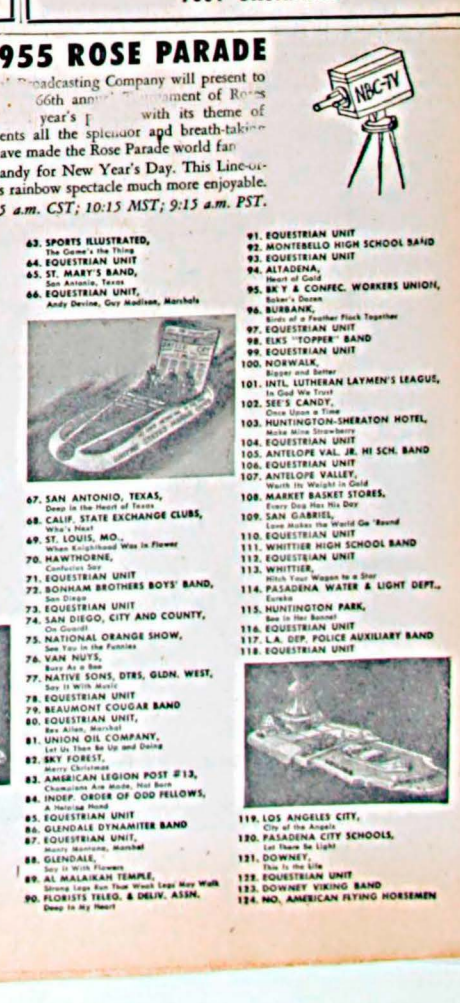 955 ROSE PARADE
Broadcasting Company will present to
66th Tournament of Roses
year's with its theme of
ents all the splendor and breath-taking
ave made the Rose Parade world
andy for New Year's Day. This Line-
s rainbow spectacle much more enjoyable.
5 a.m. CST; 10:15 MST; 9:15 a.m. PST.
NBC-TV
63. SPORTS ILLUSTRATED,
The Game's the Thing
64. EQUESTRIAN UNIT
65. ST. MARY'S BAND,
San Antonio, Texas
66. EQUESTRIAN UNIT,
Andy Devine, Guy Madison, Marshals
67. SAN ANTONIO, TEXAS,
Deep in the Heart of Texas
68. CALIF. STATE EXCHANGE CLUBS,
Who's Next
69. ST. LOUIS, MO.,
When Knighthood Was in Flower
70. HAWTHORNE,
Confucius Say
71. EQUESTRIAN UNIT
72. BONHAM BROTHERS BOYS' BAND,
San Diego
73. EQUESTRIAN UNIT
74. SAN DIEGO, CITY AND COUNTY,
On Guard!
75. NATIONAL ORANGE SHOW,
See You in the Funnies
76. VAN NUYS,
Busy As a Bee
77. NATIVE SONS, DTRS, GLDN. WEST,
Say It With Music
78. EQUESTRIAN UNIT
79. BEAUMONT COUGAR BAND
80. EQUESTRIAN UNIT,
Rex Allen, Marshal
81. UNION OIL COMPANY,
Let Us Then Be Up and Doing
82. SKY FOREST,
Merry Christmas
83. AMERICAN LEGION POST #13,
Champions Are Made, Not Born
84. INDEP. ORDER OF ODD FELLOWS,
A Helping Hand
85. EQUESTRIAN UNIT
86. GLENDALE DYNAMITER BAND
87. EQUESTRIAN UNIT,
Monty Montana, Marshal
88. GLENDALE,
Say It With Flowers
89. AL MALAIKAH TEMPLE,
Strong Legs Run That Weak Legs May Walk
90. FLORISTS TELEG. & DELIV. ASSN.
Deep In My Heart
91. EQUESTRIAN UNIT
92. MONTEBELLO HIGH SCHOOL BAND
93. EQUESTRIAN UNIT
94. ALTADENA,
Heart of Gold
95. BK'Y & CONFEC. WORKERS UNION,
Baker's Dozen
96. BURBANK,
Birds of a Feather Flock Together
97. EQUESTRIAN UNIT
98. ELKS "TOPPER" BAND
99. EQUESTRIAN UNIT
100. NORWALK,
Bigger and Better
101. INTL. LUTHERAN LAYMEN'S LEAGUE,
In God We Trust
102. SEE'S CANDY,
Once Upon a Time
103. HUNTINGTON-SHERATON HOTEL,
Make Mine Strawberry
104. EQUESTRIAN UNIT
105. ANTELOPE VAL. JR. HI SCH. BAND
106. EQUESTRIAN UNIT
107. ANTELOPE VALLEY,
Worth Its Weight in Gold
108. MARKET BASKET STORES,
Every Dog Has His Day
109. SAN GABRIEL,
Love Makes the World Go 'Round
110. EQUESTRIAN UNIT
111. WHITTIER HIGH SCHOOL BAND
112. EQUESTRIAN UNIT
113. WHITTIER,
Hitch Your Wagon to a Star
114. PASADENA WATER & LIGHT DEPT.,
Eureka
115. HUNTINGTON PARK,
Bee in Her Bonnet
116. EQUESTRIAN UNIT
117. L.A. DEP. POLICE AUXILIARY BAND
118. EQUESTRIAN UNIT
119. LOS ANGELES CITY,
City of the Angels
120. PASADENA CITY SCHOOLS,
Let There Be Light
121. DOWNEY,
This Is the Life
122. EQUESTRIAN UNIT
123. DOWNEY VIKING BAND
124. NO. AMERICAN FLYING HORSEMEN